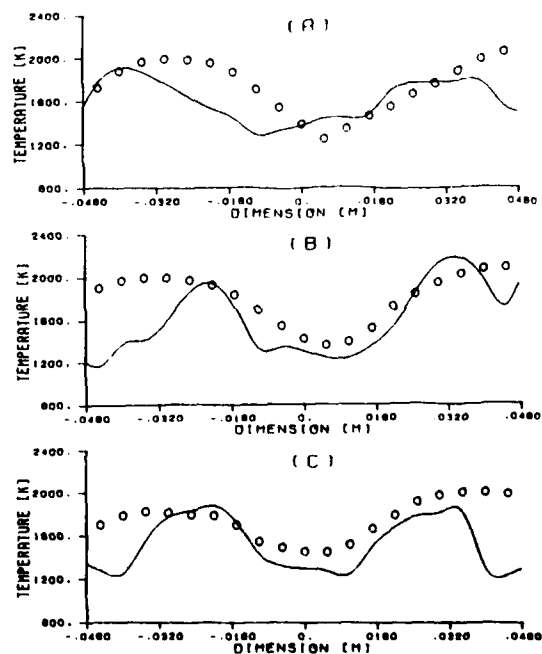 (A)
TEMPERATURE [K]
2400.
2000.
1600.
1200.
800.
-.0480 -.0320 -.0160 0. .0160 .0320 .0480
DIMENSION [M]
(B)
TEMPERATURE [K]
2400.
2000.
1600.
1200.
800.
-.0480 -.0320 -.0160 0. .0160 .0320 .0480
DIMENSION [M]
(C)
TEMPERATURE [K]
2400.
2000.
1600.
1200.
800.
-.0480 -.0320 -.0160 0. .0160 .0320 .0480
DIMENSION [M]